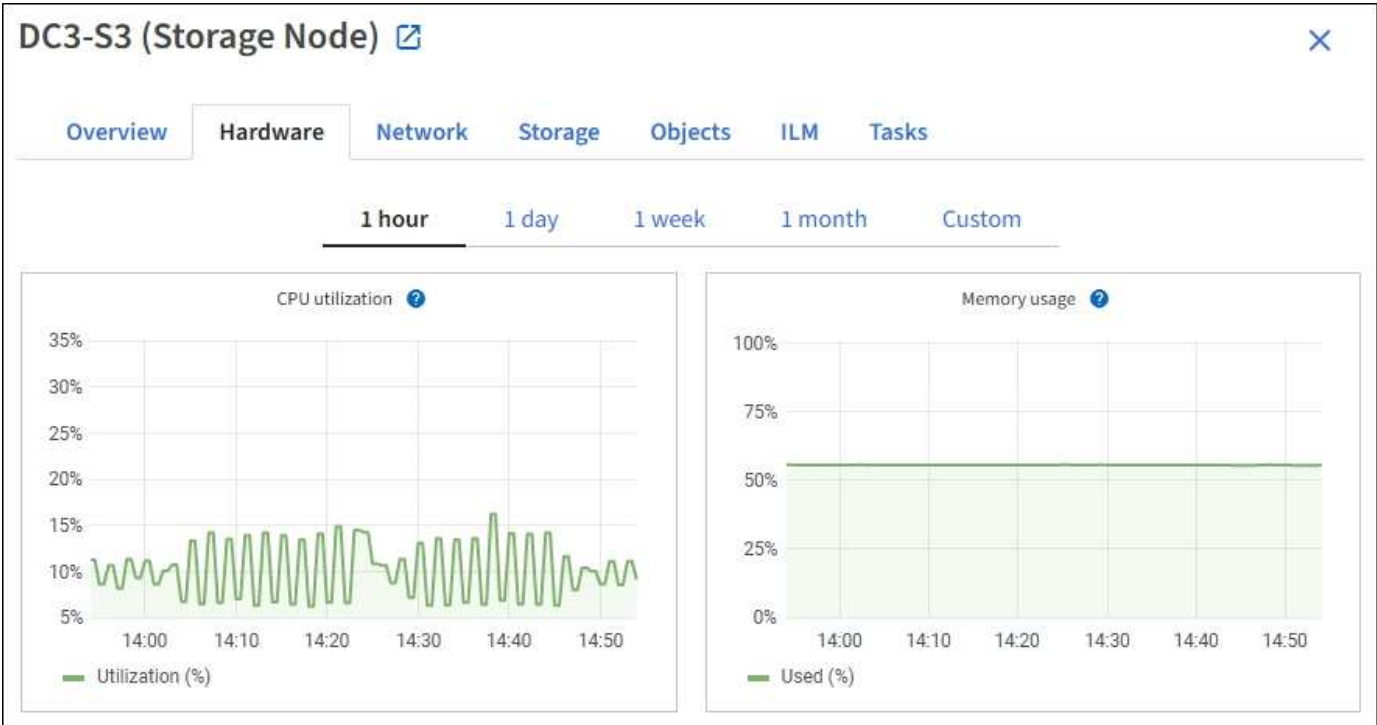 DC3-S3 (Storage Node)
Overview Hardware Network Storage Objects ILM Tasks
1 hour 1 day 1 week 1 month Custom
CPU utilization ?
35%
30%
25%
20%
15%
10%
5%
14:00 14:10 14:20 14:30 14:40 14:50
Utilization (%)
Memory usage ?
100%
75%
50%
25%
0%
14:00 14:10 14:20 14:30 14:40 14:50
Used (%)